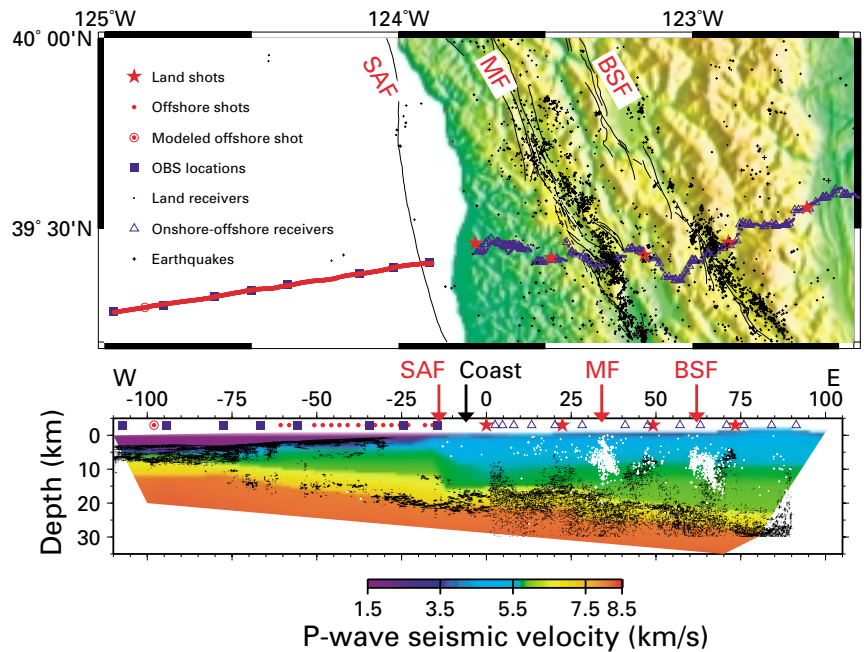 125˚W 124˚W 123˚W
40˚ 00'N
SAF MF BSF
Land shots
Offshore shots
Modeled offshore shot
OBS locations
Land receivers
Onshore-offshore receivers
Earthquakes
39˚ 30'N
W SAF Coast MF BSF E
-100 -75 -50 -25 0 25 50 75 100
Depth (km)
0
10
20
30
1.5 3.5 5.5 7.5 8.5
P-wave seismic velocity (km/s)